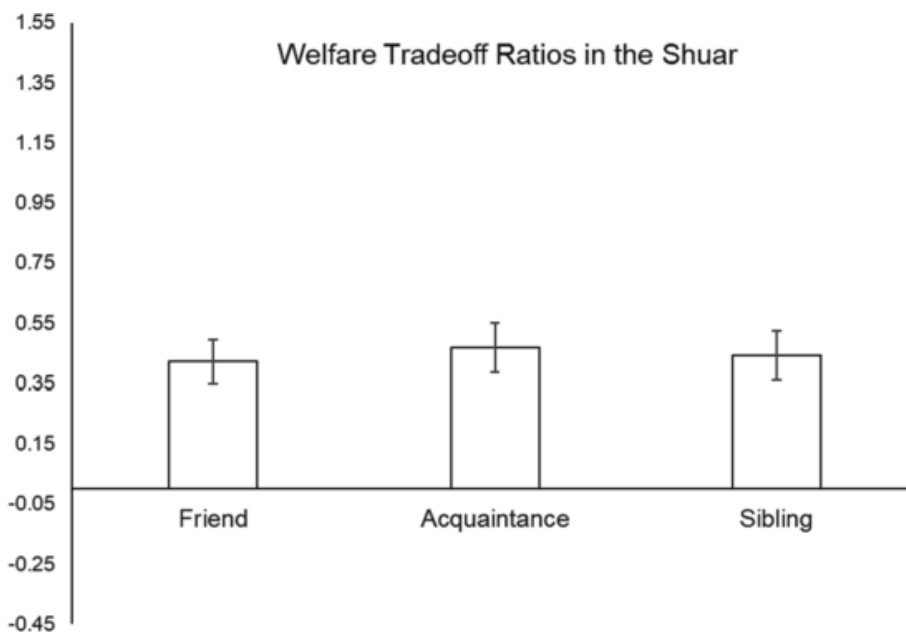 Welfare Tradeoff Ratios in the Shuar
1.55
1.35
1.15
0.95
0.75
0.55
0.35
0.15
-0.05
-0.25
-0.45
Friend
Acquaintance
Sibling